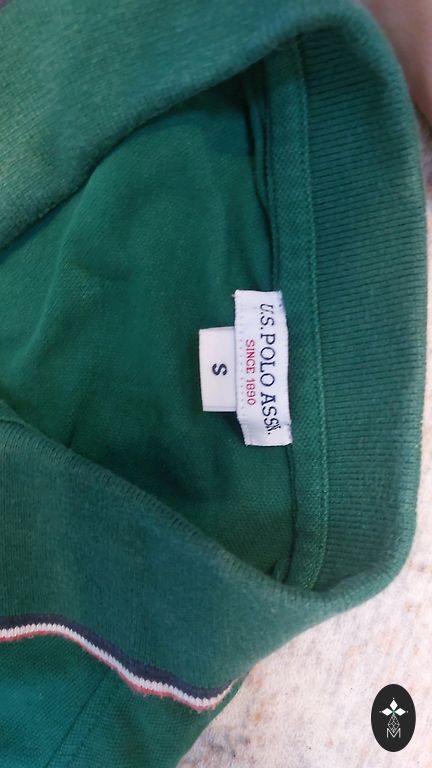 U.S. POLO ASSN.
SINCE 1890
S
M